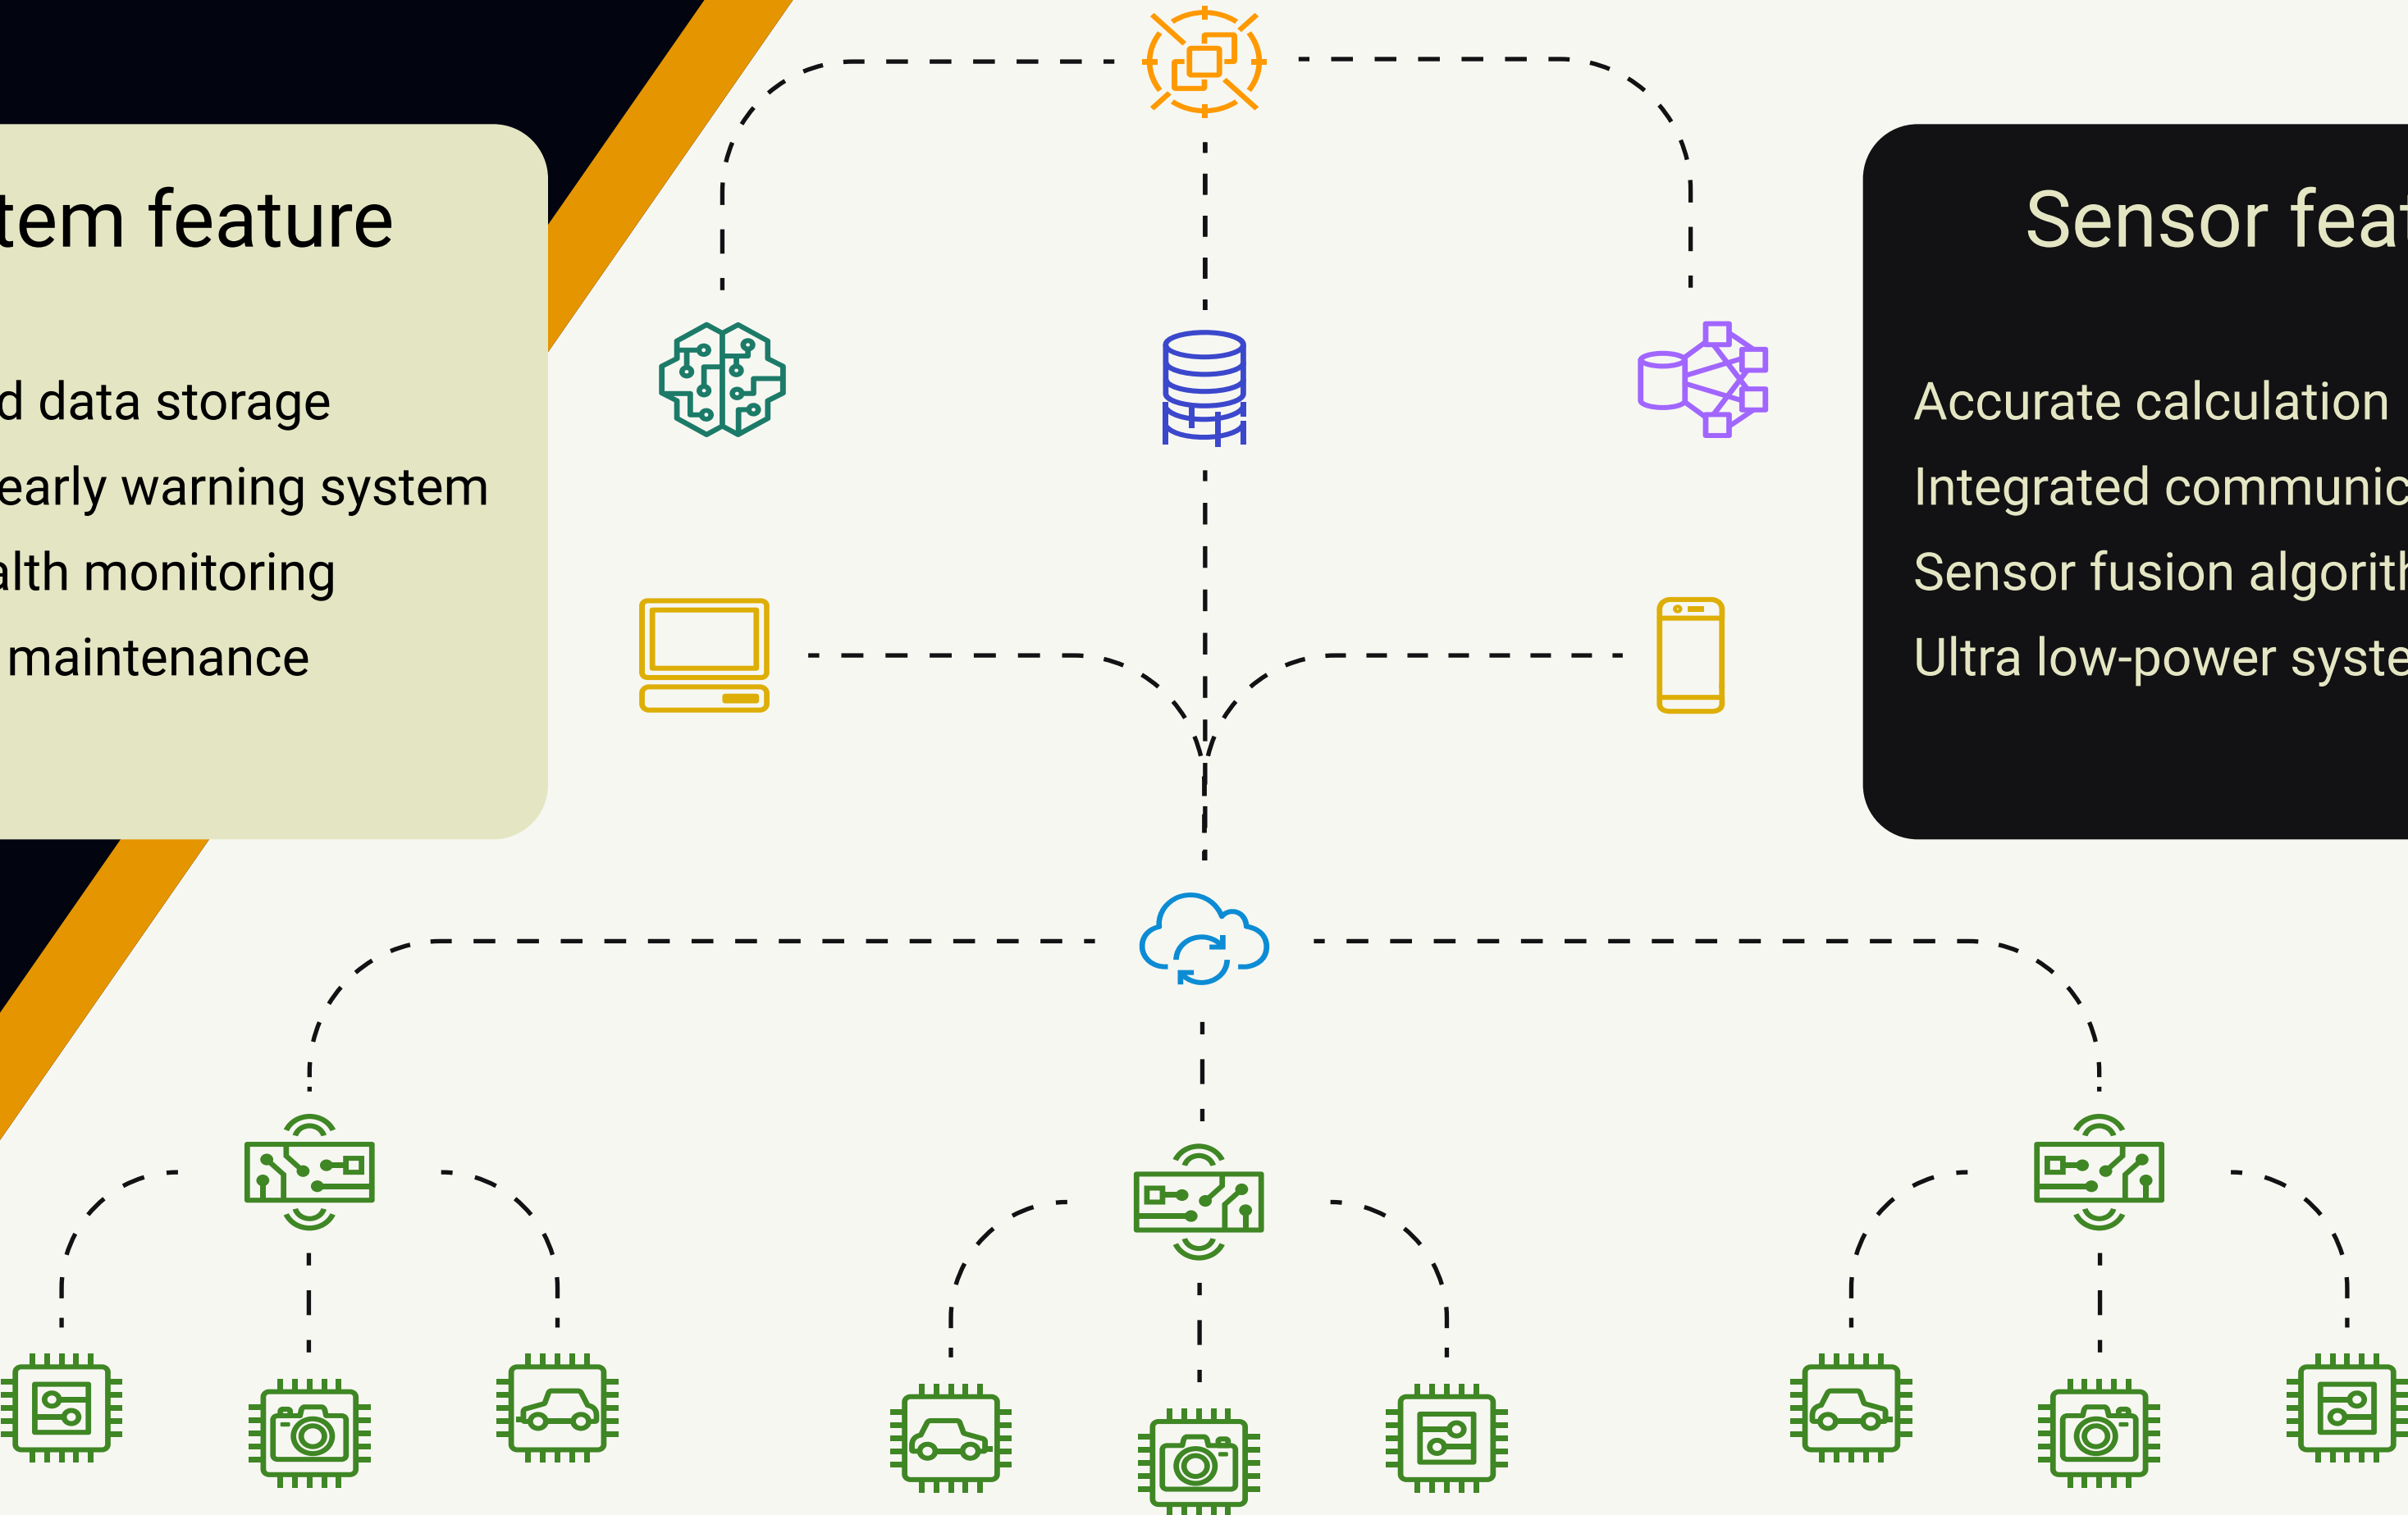 tem feature
d data storage
early warning system
alth monitoring
maintenance
Sensor feat
Accurate calculation
Integrated communic
Sensor fusion algorith
Ultra low-power syste